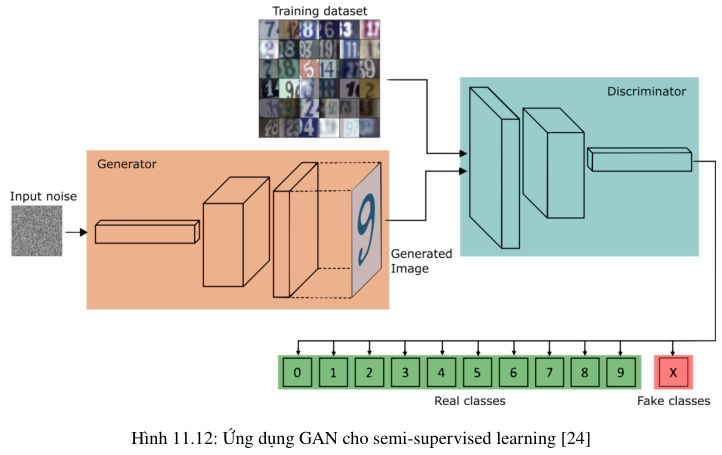 Training dataset
Discriminator
Generator
Input noise
9
Generated
Image
0 1 2 3 4 5 6 7 8 9 X
Real classes
Fake classes
Hình 11.12: Ứng dụng GAN cho semi-supervised learning [24]